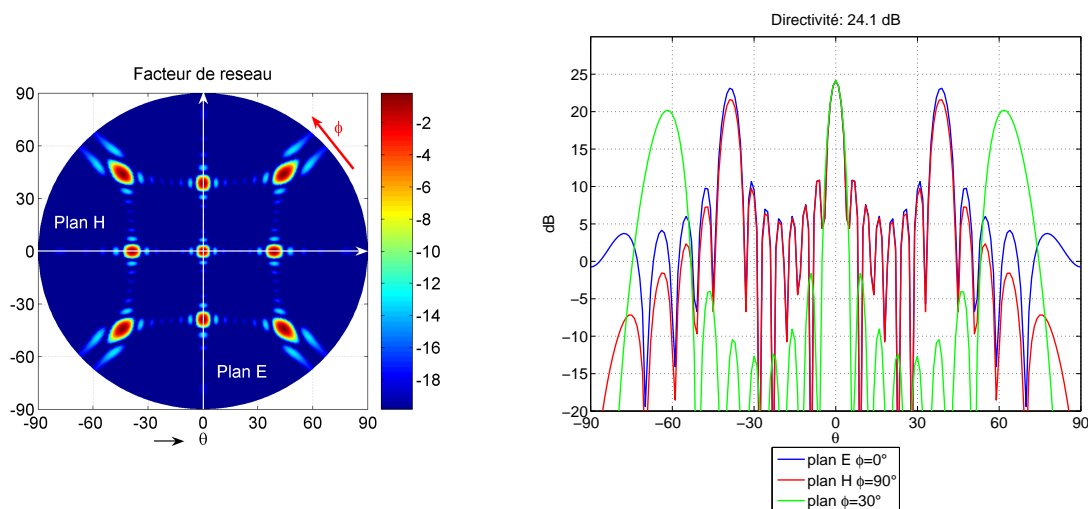 Facteur de reseau
90
60
30
0
-30
-60
-90
-90 -60 -30 0 30 60 90
θ
Plan H
Plan E
ϕ
-2
-4
-6
-8
-10
-12
-14
-16
-18
Directivité: 24.1 dB
dB
25
20
15
10
5
0
−5
−10
−15
−20
−90 −60 −30 0 30 60 90
θ
plan E ϕ=0°
plan H ϕ=90°
plan ϕ=30°